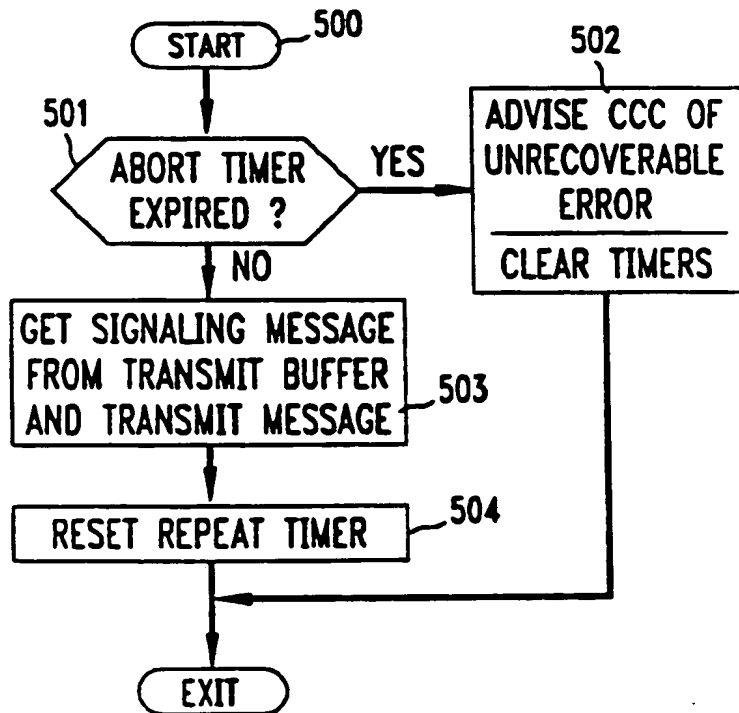 START
500
501
ABORT TIMER
EXPIRED ?
YES
NO
502
ADVISE CCC OF
UNRECOVERABLE
ERROR
CLEAR TIMERS
GET SIGNALING MESSAGE
FROM TRANSMIT BUFFER
AND TRANSMIT MESSAGE
503
RESET REPEAT TIMER
504
EXIT